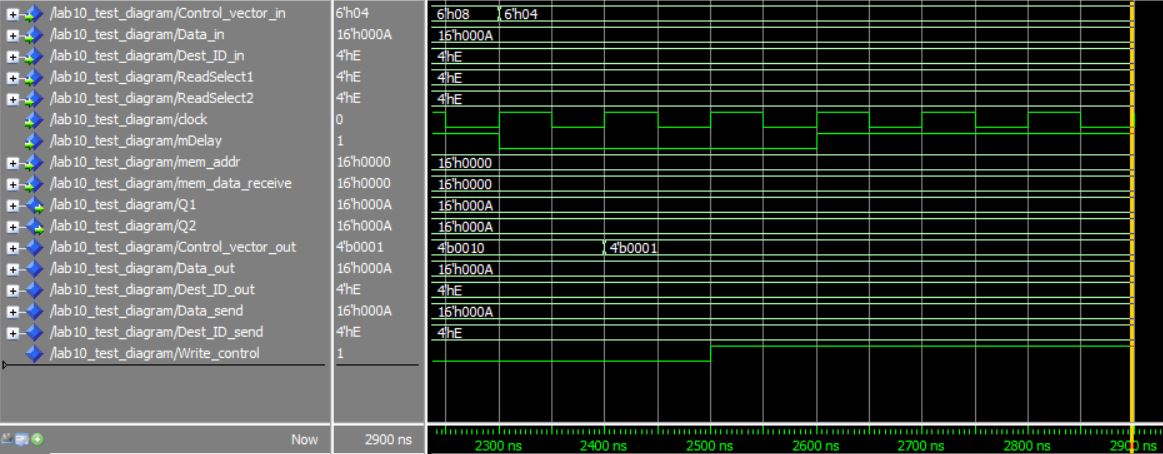 /lab10_test_diagram/Control_vector_in 6'h04 6'h08 6'h04
/lab10_test_diagram/Data_in 16'h000A 16'h000A
/lab10_test_diagram/Dest_ID_in 4'hE 4'hE
/lab10_test_diagram/ReadSelect1 4'hE 4'hE
/lab10_test_diagram/ReadSelect2 4'hE 4'hE
/lab10_test_diagram/clock 0
/lab10_test_diagram/mDelay 1
/lab10_test_diagram/mem_addr 16'h0000 16'h0000
/lab10_test_diagram/mem_data_receive 16'h0000 16'h0000
/lab10_test_diagram/Q1 16'h000A 16'h000A
/lab10_test_diagram/Q2 16'h000A 16'h000A
/lab10_test_diagram/Control_vector_out 4'b0001 4'b0010 4'b0001
/lab10_test_diagram/Data_out 16'h000A 16'h000A
/lab10_test_diagram/Dest_ID_out 4'hE 4'hE
/lab10_test_diagram/Data_send 16'h000A 16'h000A
/lab10_test_diagram/Dest_ID_send 4'hE 4'hE
/lab10_test_diagram/Write_control 1
Now 2900 ns 2300 ns 2400 ns 2500 ns 2600 ns 2700 ns 2800 ns 2900 ns